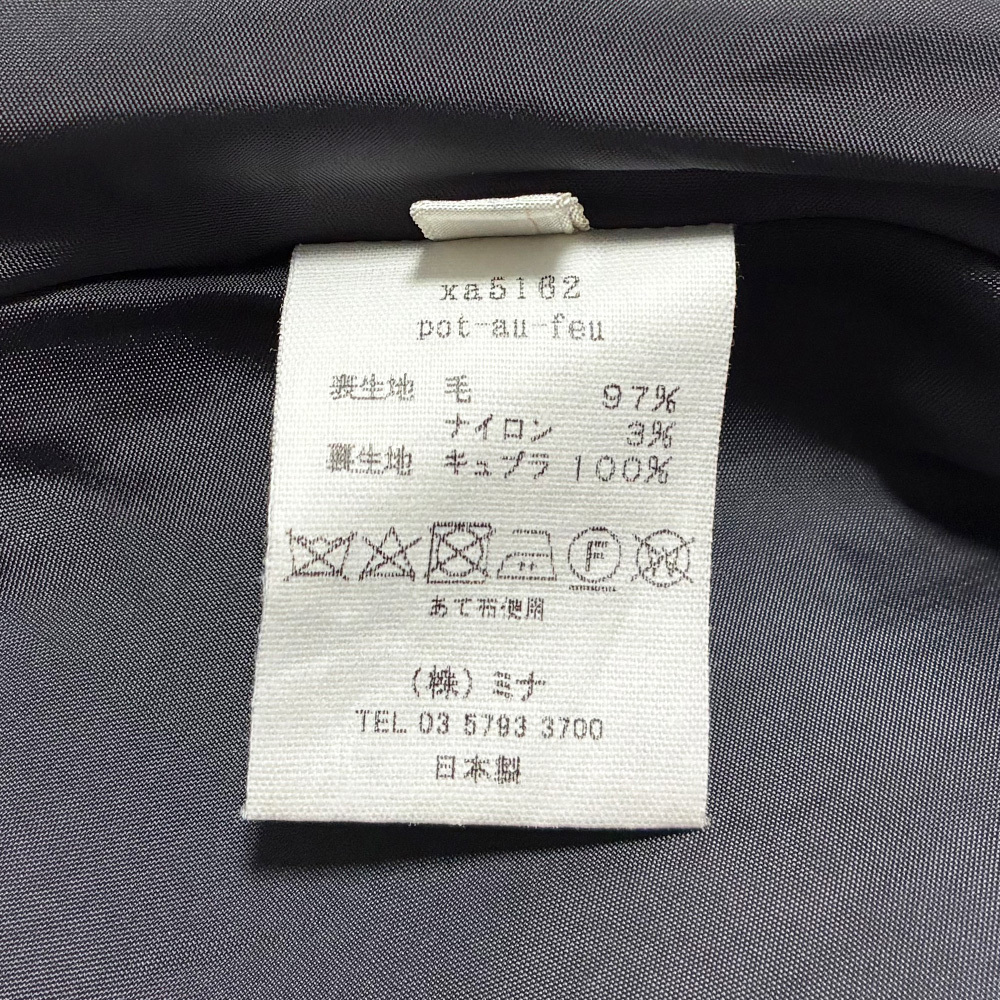 xa5162
pot-au-feu
表生地 毛 97%
ナイロン 3%
裏生地 キュプラ 100%
F
W
あて布使用
(株) ミナ
TEL 03 5793 3700
日本製